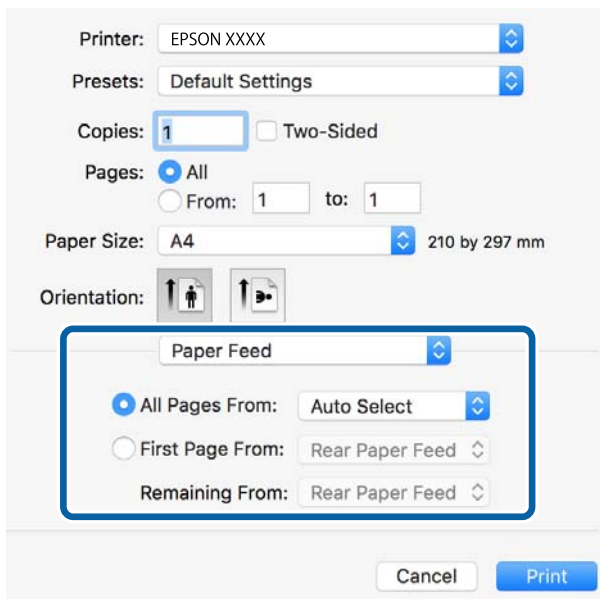 Printer: EPSON XXXX
Presets: Default Settings
Copies: 1 Two-Sided
Pages: All
From: 1 to: 1
Paper Size: A4 210 by 297 mm
Orientation:
Paper Feed
All Pages From: Auto Select
First Page From: Rear Paper Feed
Remaining From: Rear Paper Feed
Cancel Print